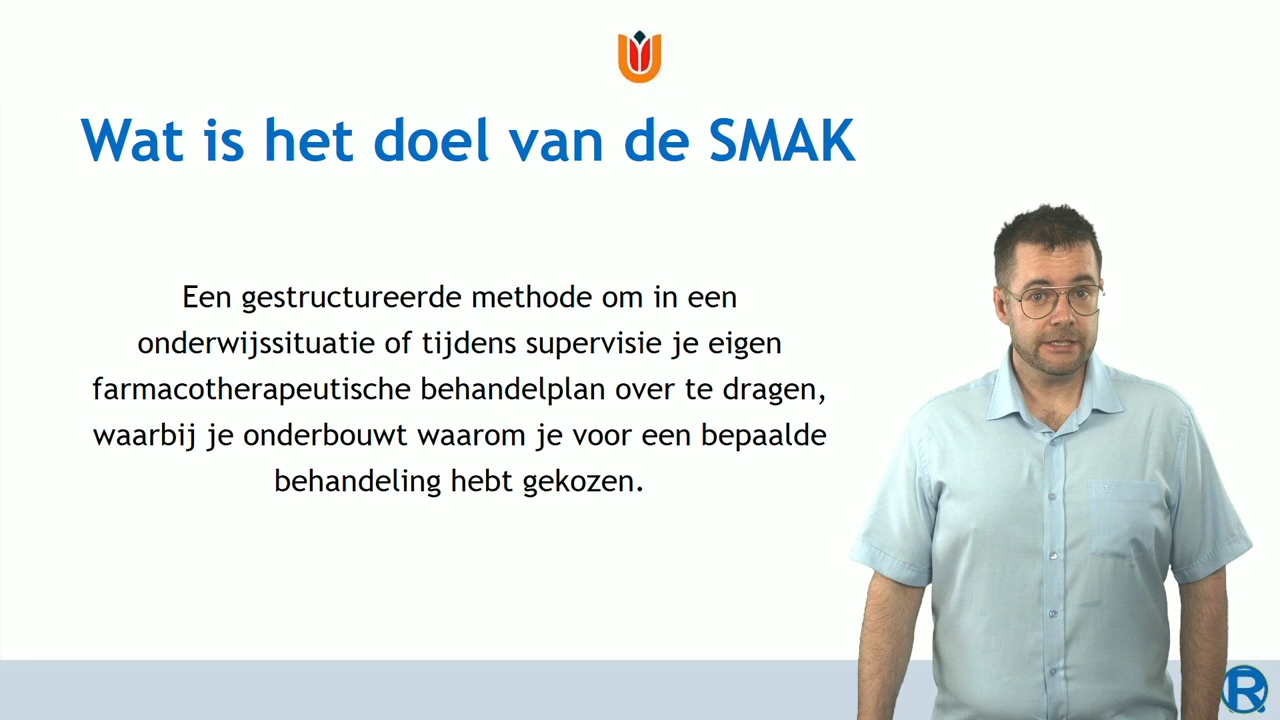 Wat is het doel van de SMAK
Een gestructureerde methode om in een
onderwijssituatie of tijdens supervisie je eigen
farmacotherapeutische behandelplan over te dragen,
waarbij je onderbouwt waarom je voor een bepaalde
behandeling hebt gekozen.
R